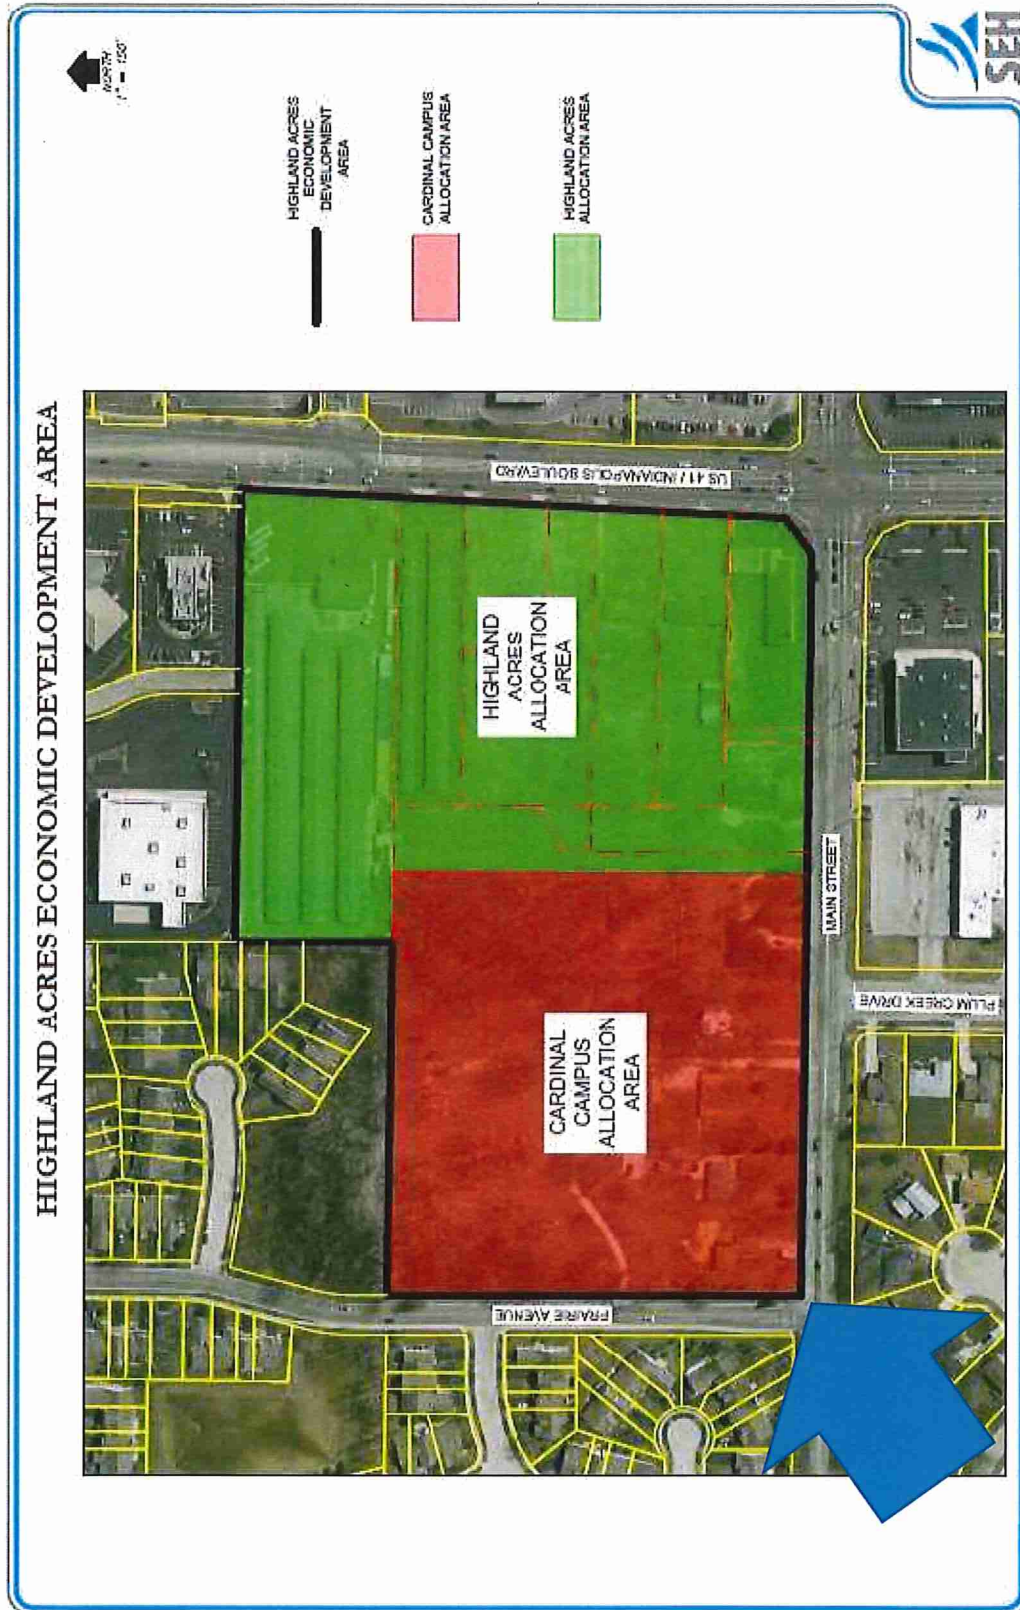 HIGHLAND ACRES ECONOMIC DEVELOPMENT AREA
NORTH
1" = 150'
HIGHLAND ACRES
ECONOMIC
DEVELOPMENT
AREA
CARDINAL CAMPUS
ALLOCATION AREA
HIGHLAND ACRES
ALLOCATION AREA
US 41 / INDIANAPOLIS BOULEVARD
HIGHLAND
ACRES
ALLOCATION
AREA
CARDINAL
CAMPUS
ALLOCATION
AREA
PRAIRIE AVENUE
MAIN STREET
PLUM CREEK DRIVE
SEH